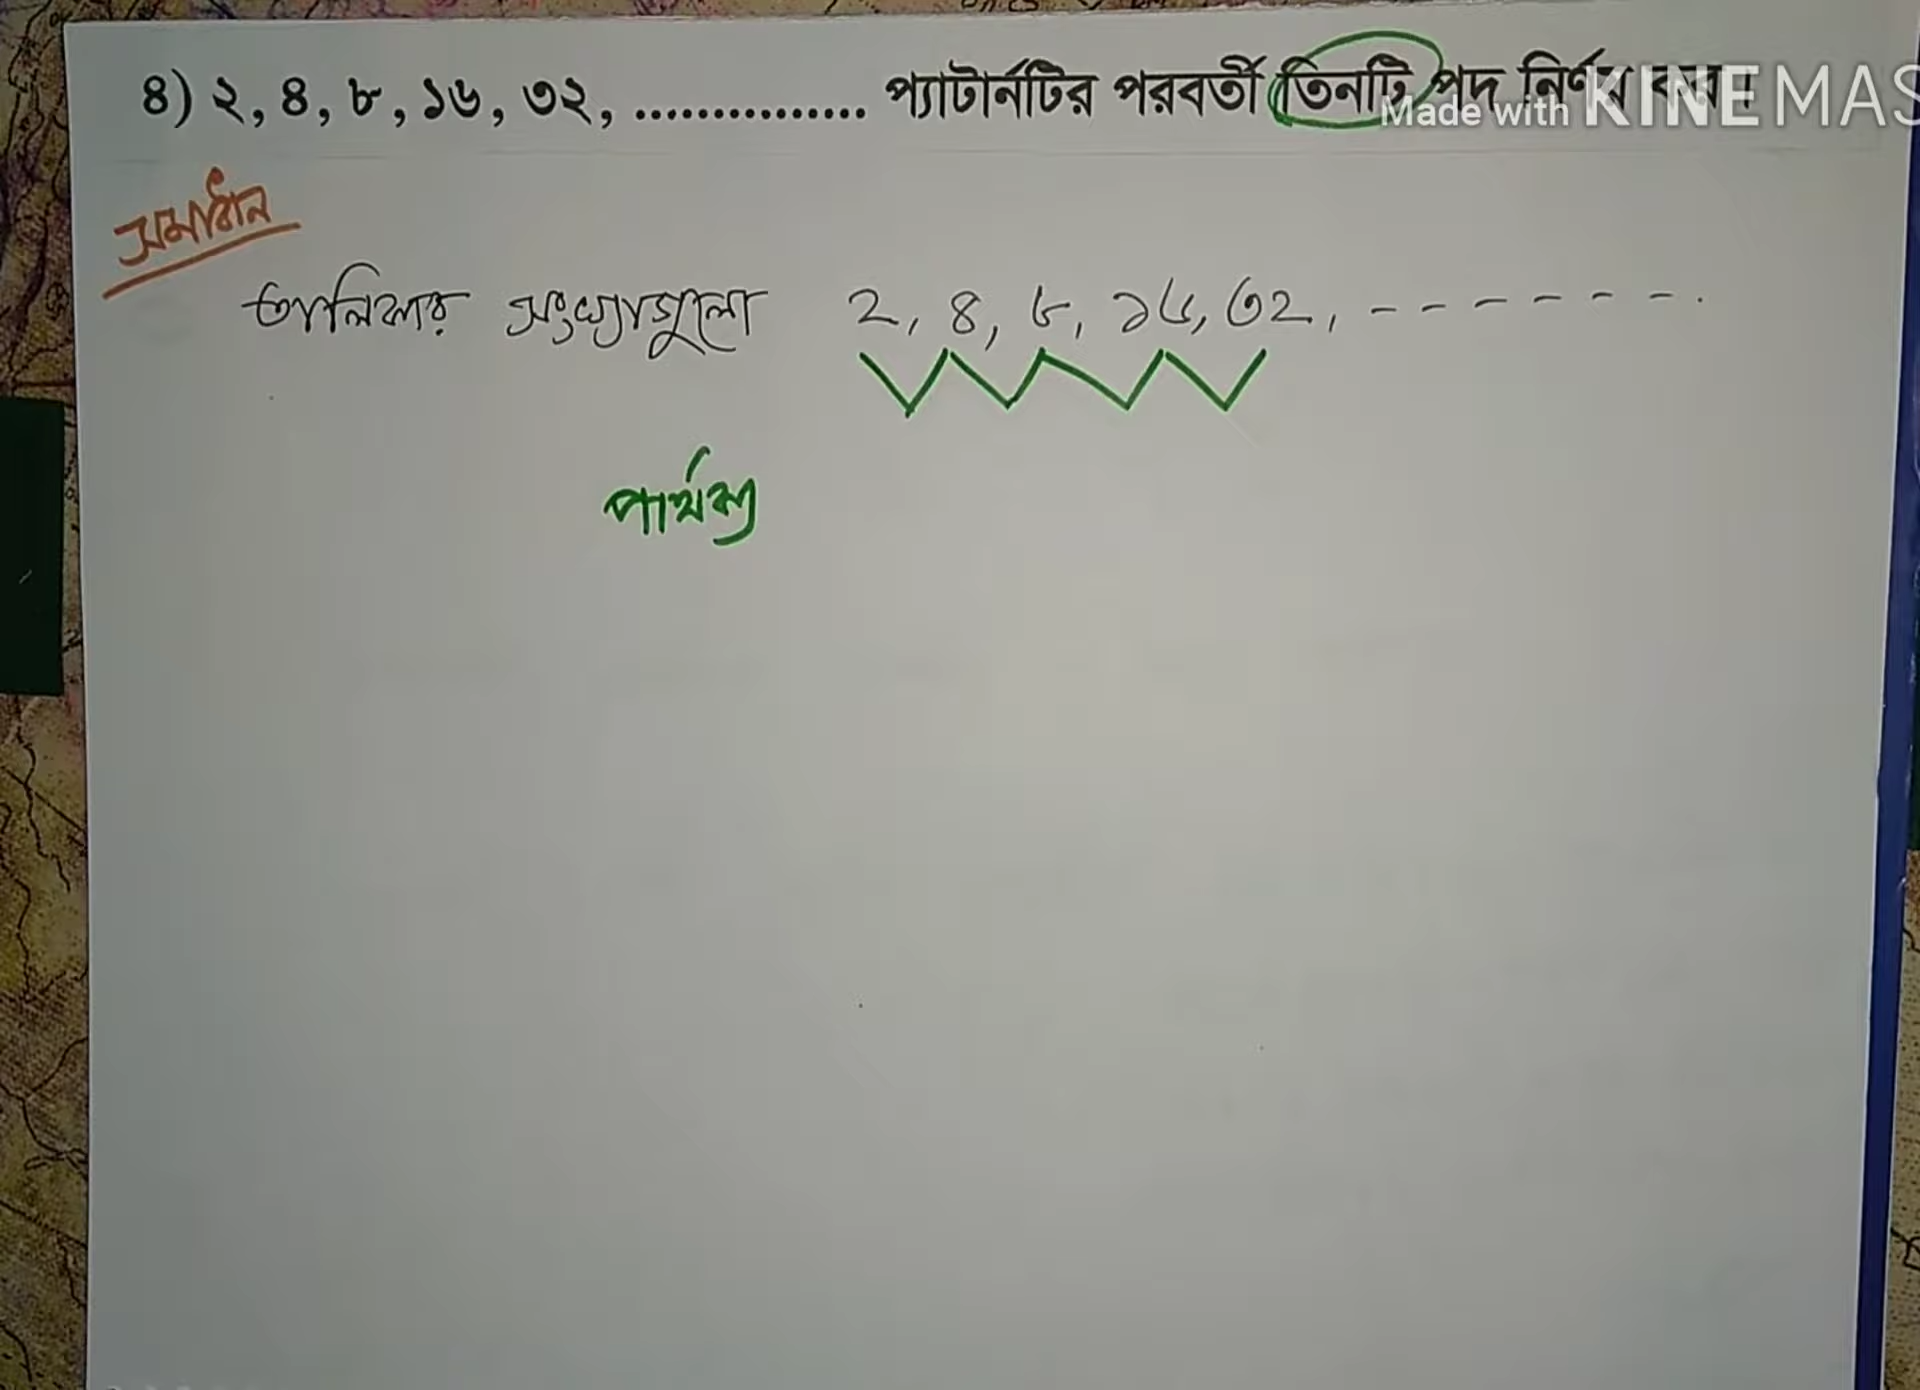 ৪) ২, ৪, ৮, ১৬, ৩২, ............... প্যাটার্নটির পরবর্তী তিনটি পদ নির্ণয় কর।
Made with KINEMAS
সমাধান
তালিকার সংখ্যাগুলো ২, ৪, ৮, ১৬, ৩২, - - - - - - .
পার্থক্য